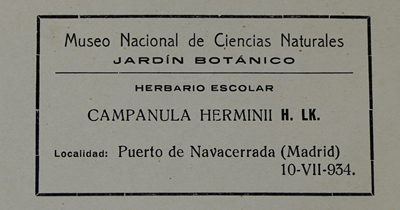 Museo Nacional de Ciencias Naturales
JARDÍN BOTÁNICO
HERBARIO ESCOLAR
CAMPANULA HERMINII H. LK.
Localidad: Puerto de Navacerrada (Madrid)
10-VII-934.